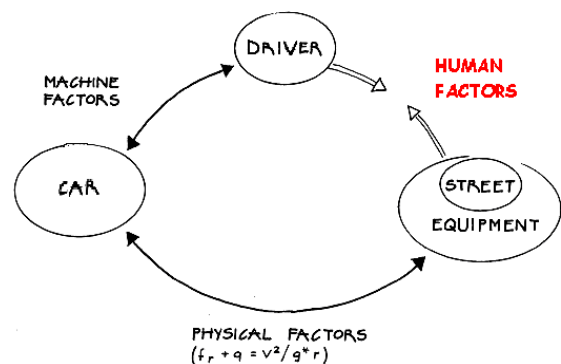 DRIVER
HUMAN
FACTORS
MACHINE
FACTORS
CAR
STREET
EQUIPMENT
PHYSICAL FACTORS
(fr + q = v²/g*r)